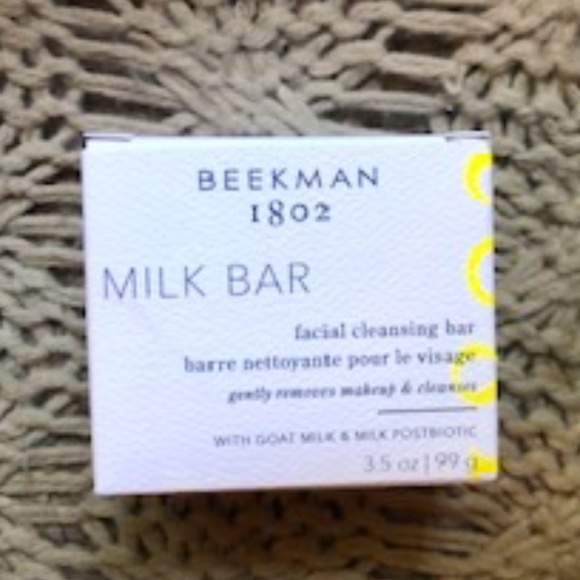 BEEKMAN
1802
MILK BAR
facial cleansing bar
barre nettoyante pour le visage
gently removes makeup & cleanses
WITH GOAT MILK & MILK POSTBIOTIC
3.5 oz | 99 g